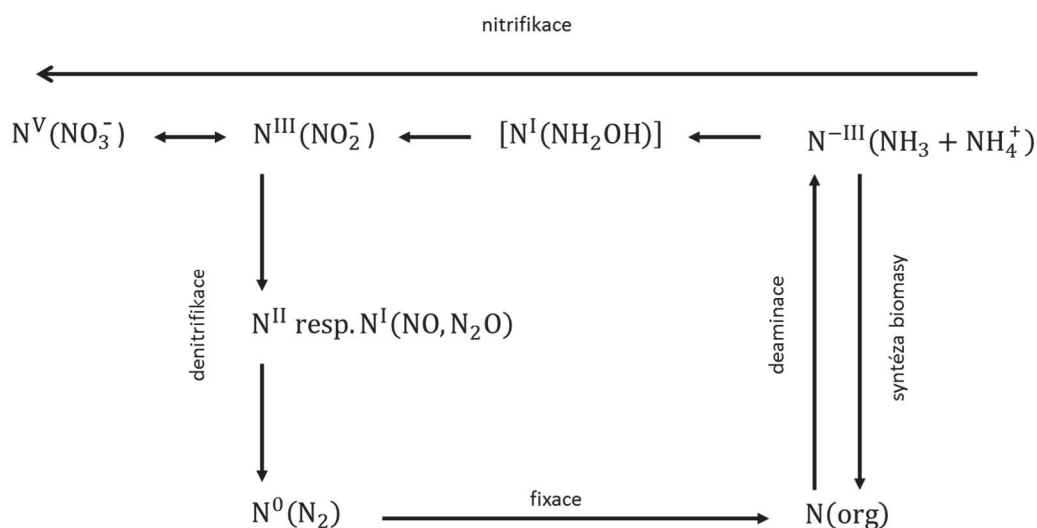 nitrifikace
N^V(NO₃⁻)
N^III(NO₂⁻)
[N^I(NH₂OH)]
N^−III(NH₃ + NH₄⁺)
denitrifikace
N^II resp. N^I(NO, N₂O)
deaminace
syntéza biomasy
N⁰(N₂)
fixace
N(org)